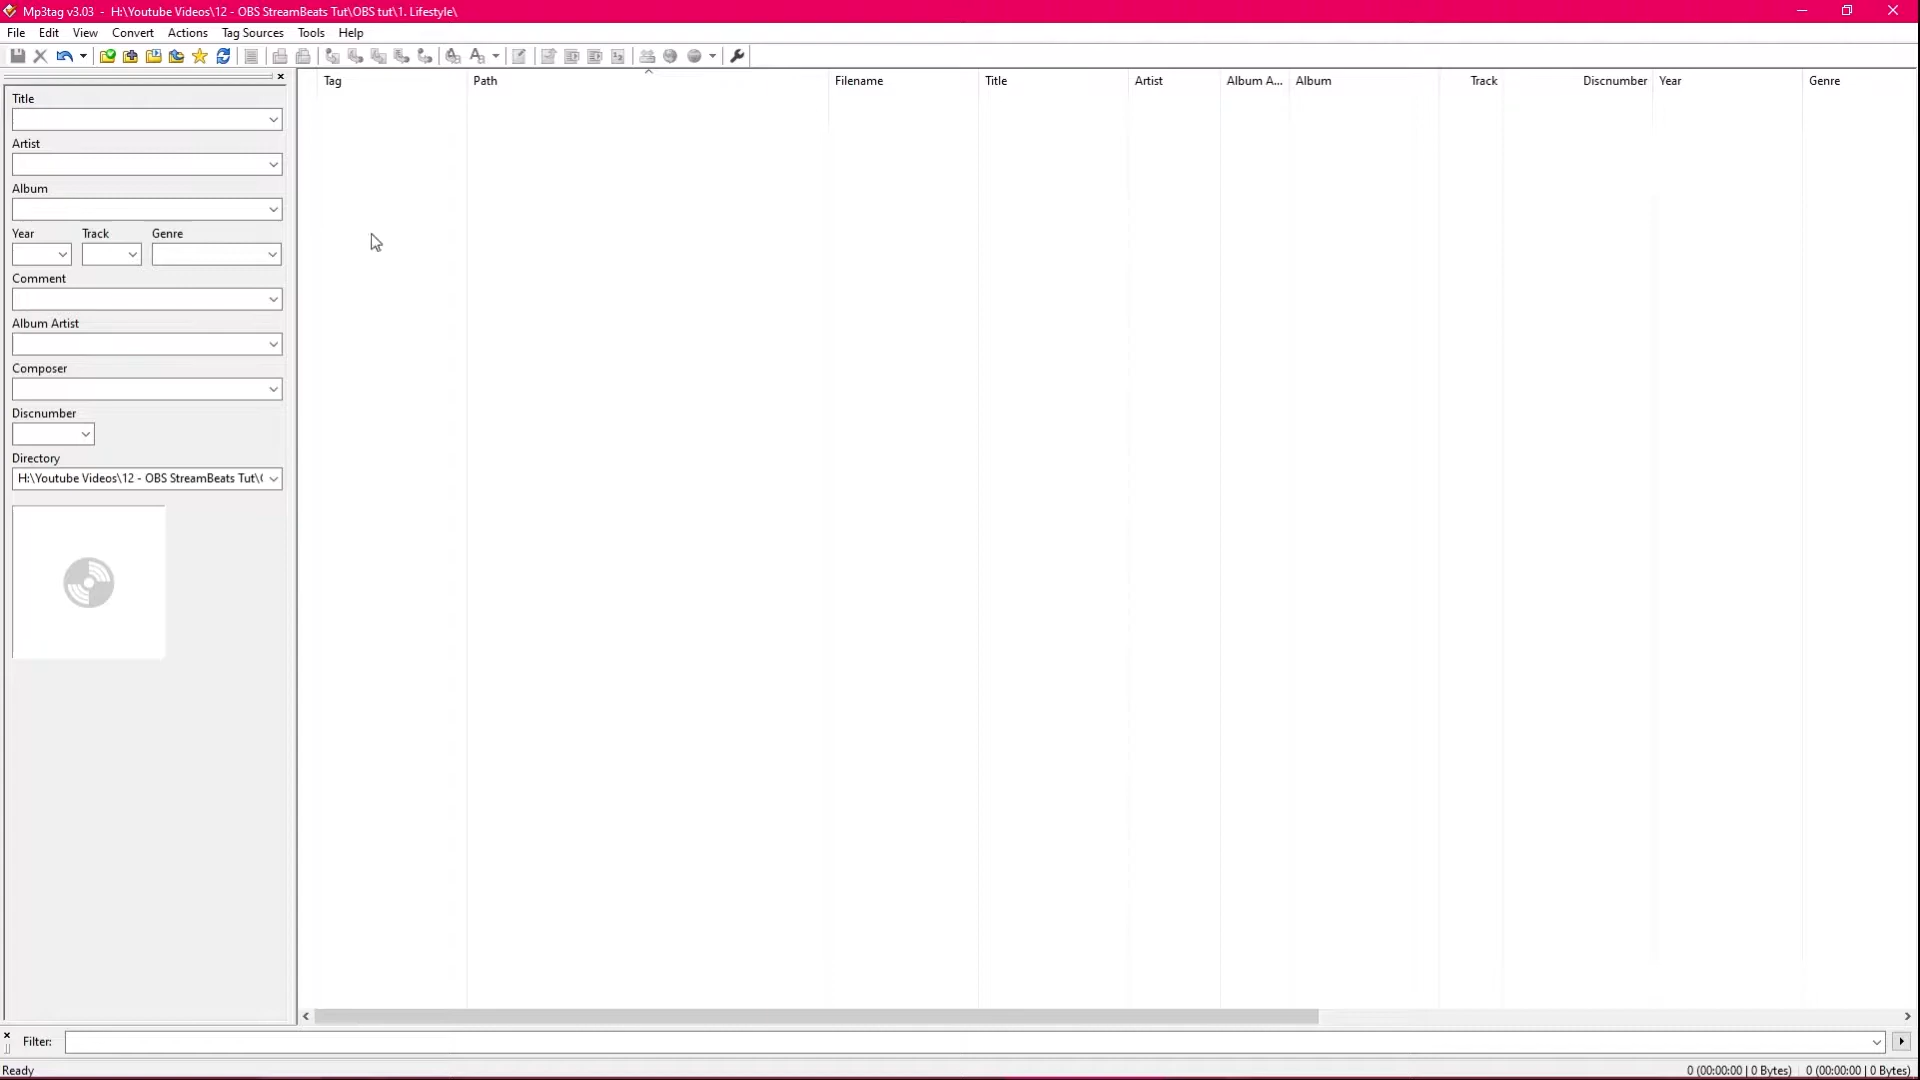 Mp3tag v3.03 - H:\Youtube Videos\12 - OBS StreamBeats Tut\OBS tut\1. Lifestyle\
File Edit View Convert Actions Tag Sources Tools Help
Tag Path Filename Title Artist Album A... Album Track Discnumber Year Genre
Title
Artist
Album
Year Track Genre
Comment
Album Artist
Composer
Discnumber
Directory
H:\Youtube Videos\12 - OBS StreamBeats Tut\(
Filter:
Ready 0 (00:00:00 | 0 Bytes) 0 (00:00:00 | 0 Bytes)